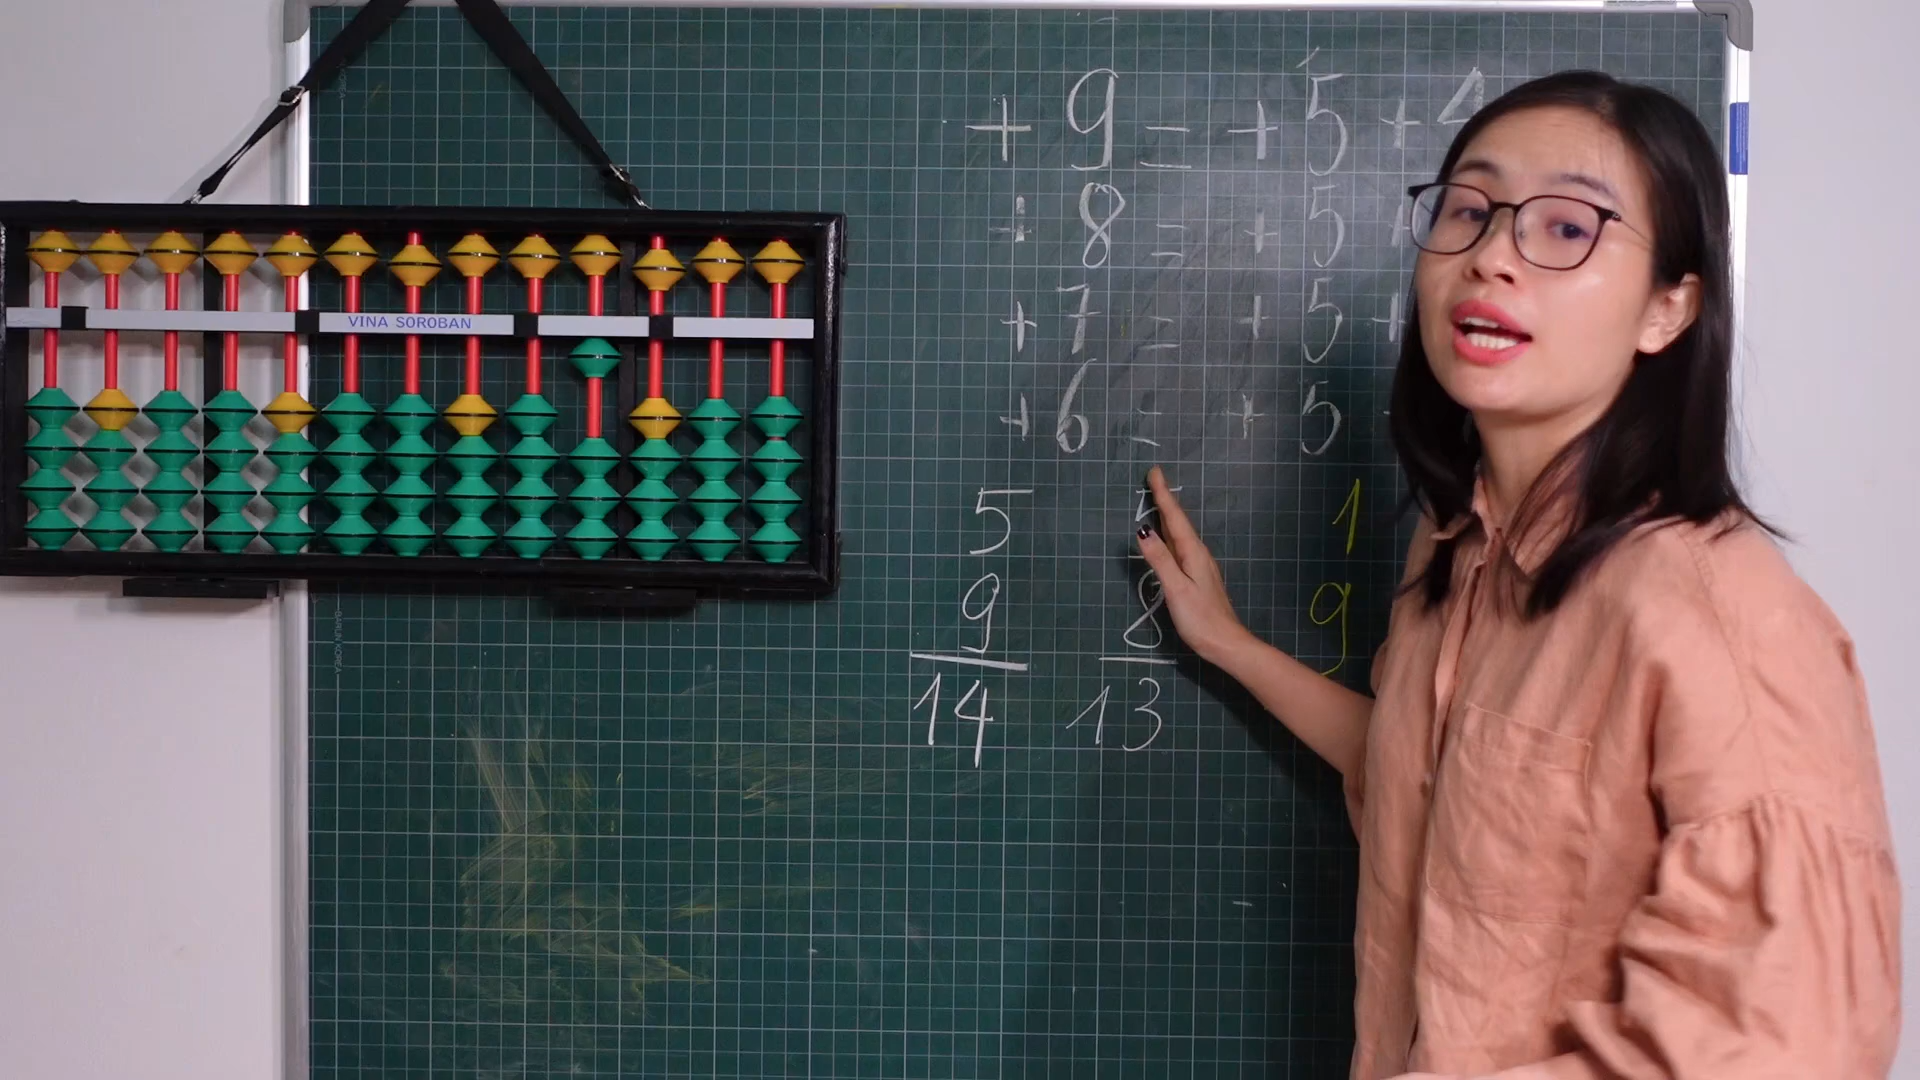 + 9 = + 5 + 4
+ 8 = + 5 +
+ 7 = + 5 +
+ 6 = + 5
VINA SOROBAN
5 5 1
9 8 9
14 13